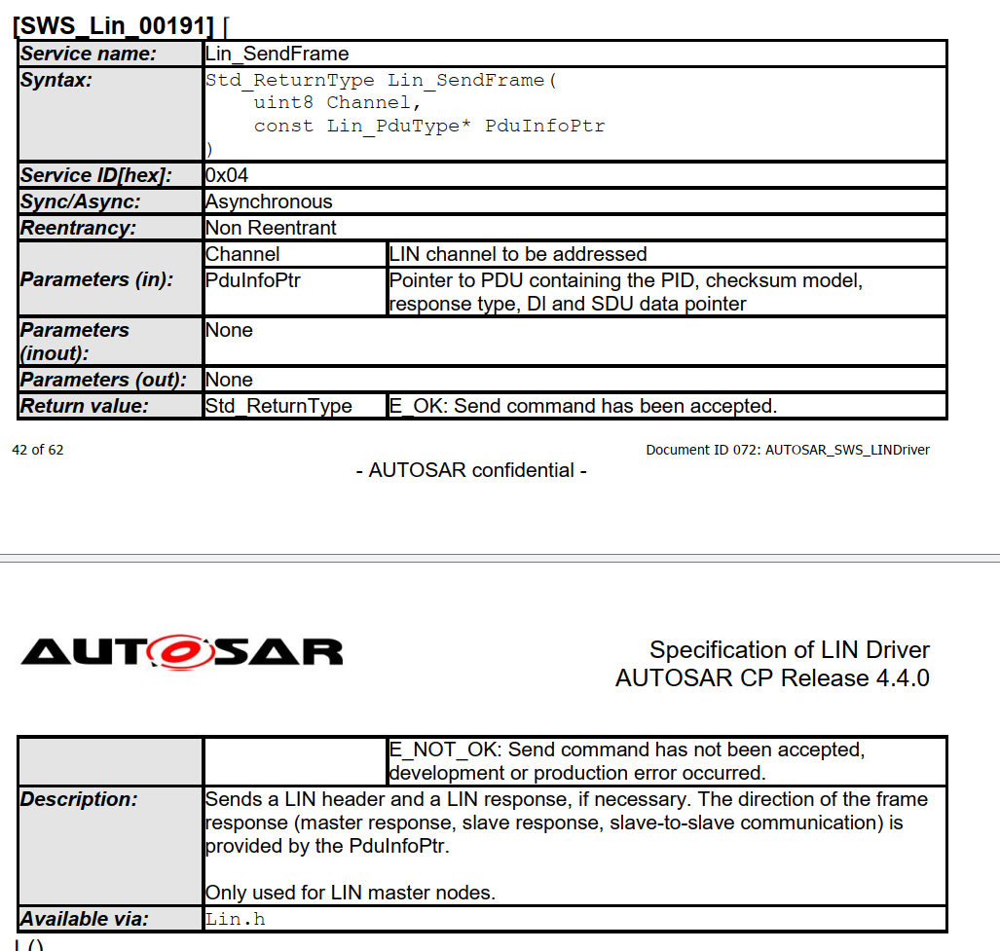 [SWS_Lin_00191] ⌈
Service name: Lin_SendFrame
Syntax: Std_ReturnType Lin_SendFrame(
uint8 Channel,
const Lin_PduType* PduInfoPtr
)
Service ID[hex]: 0x04
Sync/Async: Asynchronous
Reentrancy: Non Reentrant
Parameters (in): Channel LIN channel to be addressed
PduInfoPtr Pointer to PDU containing the PID, checksum model,
response type, Dl and SDU data pointer
Parameters None
(inout):
Parameters (out): None
Return value: Std_ReturnType E_OK: Send command has been accepted.
42 of 62 Document ID 072: AUTOSAR_SWS_LINDriver
- AUTOSAR confidential -
AUTOSAR
Specification of LIN Driver
AUTOSAR CP Release 4.4.0
E_NOT_OK: Send command has not been accepted,
development or production error occurred.
Description: Sends a LIN header and a LIN response, if necessary. The direction of the frame
response (master response, slave response, slave-to-slave communication) is
provided by the PduInfoPtr.
Only used for LIN master nodes.
Available via: Lin.h
⌋()